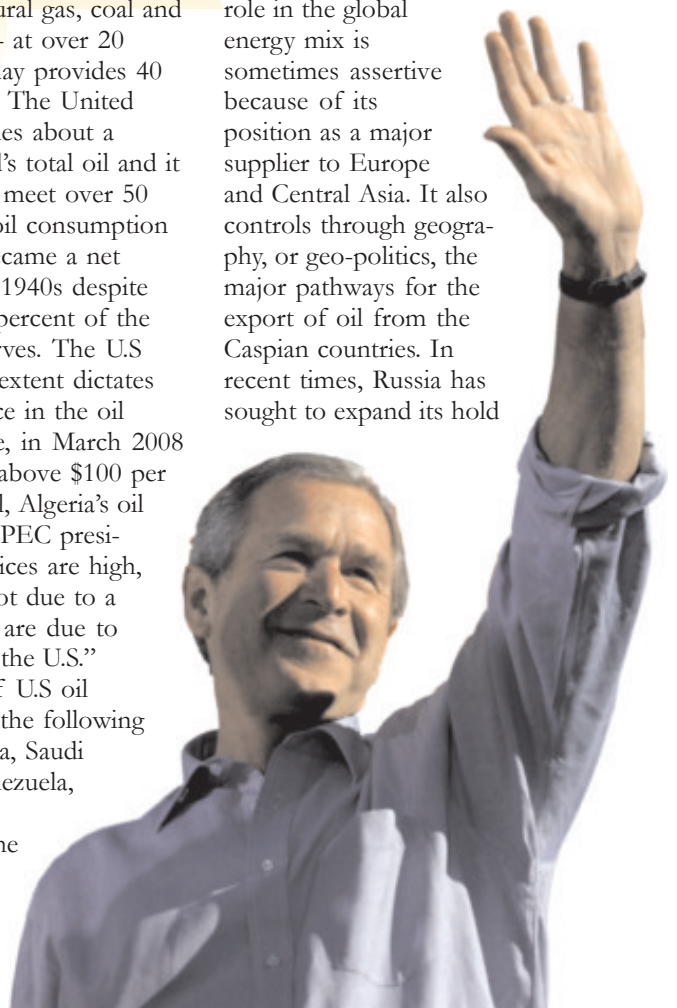 ural gas, coal and
- at over 20
ay provides 40
The United
es about a
l’s total oil and it
meet over 50
oil consumption
came a net
1940s despite
percent of the
rves. The U.S
extent dictates
ce in the oil
e, in March 2008
above $100 per
l, Algeria’s oil
PEC presi-
ices are high,
ot due to a
are due to
the U.S.”
f U.S oil
the following
a, Saudi
ezuela,
ne
role in the global
energy mix is
sometimes assertive
because of its
position as a major
supplier to Europe
and Central Asia. It also
controls through geogra-
phy, or geo-politics, the
major pathways for the
export of oil from the
Caspian countries. In
recent times, Russia has
sought to expand its hold